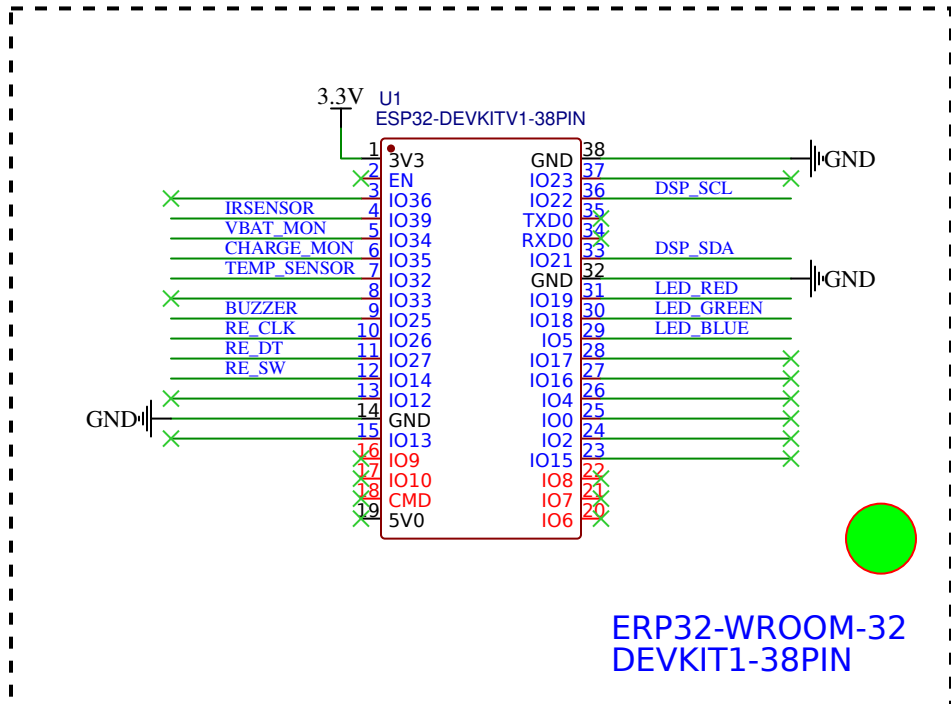 3.3V
U1
ESP32-DEVKITV1-38PIN
1 3V3 GND 38 GND
2 EN IO23 37
3 IO36 IO22 36 DSP_SCL
IRSENSOR 4 IO39 TXD0 35
VBAT_MON 5 IO34 RXD0 34
CHARGE_MON 6 IO35 IO21 33 DSP_SDA
TEMP_SENSOR 7 IO32 GND 32 GND
8 IO33 IO19 31 LED_RED
BUZZER 9 IO25 IO18 30 LED_GREEN
RE_CLK 10 IO26 IO5 29 LED_BLUE
RE_DT 11 IO27 IO17 28
RE_SW 12 IO14 IO16 27
13 IO12 IO4 26
GND 14 GND IO0 25
15 IO13 IO2 24
16 IO9 IO15 23
17 IO10 IO8 22
18 CMD IO7 21
19 5V0 IO6 20
ERP32-WROOM-32
DEVKIT1-38PIN